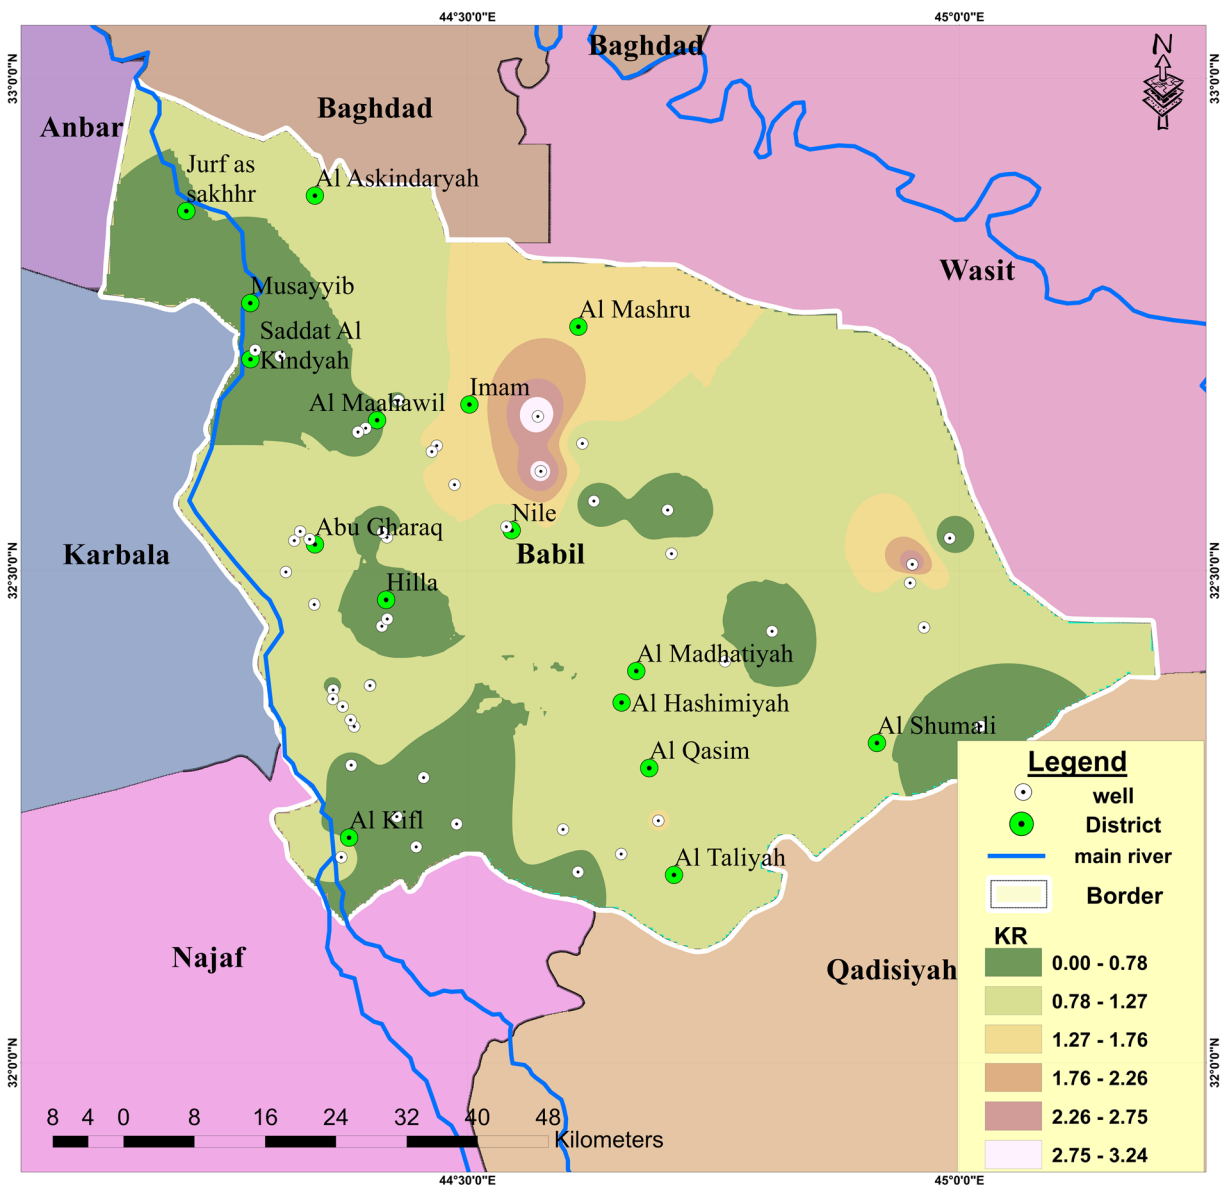 44°30'0"E
45°0'0"E
Baghdad
N
33°0'0"N
33°0'0"N
Baghdad
Anbar
Jurf as
sakhhr
Al Askindaryah
Wasit
Musayyib
Al Mashru
Saddat Al
Kindyah
Imam
Al Maahawil
Nile
Abu Gharaq
Karbala
Babil
32°30'0"N
32°30'0"N
Hilla
Al Madhatiyah
Al Hashimiyah
Al Shumali
Al Qasim
Legend
well
Al Kifl
District
main river
Al Taliyah
Border
KR
Najaf
Qadisiyah
0.00 - 0.78
0.78 - 1.27
1.27 - 1.76
1.76 - 2.26
2.26 - 2.75
2.75 - 3.24
32°0'0"N
32°0'0"N
8 4 0 8 16 24 32 40 48
Kilometers
44°30'0"E
45°0'0"E